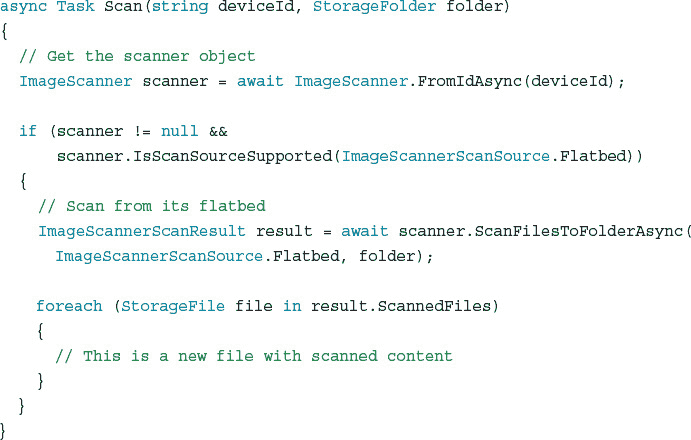 async Task Scan(string deviceId, StorageFolder folder)
{
  // Get the scanner object
  ImageScanner scanner = await ImageScanner.FromIdAsync(deviceId);

  if (scanner != null &&
      scanner.IsScanSourceSupported(ImageScannerScanSource.Flatbed))
  {
    // Scan from its flatbed
    ImageScannerScanResult result = await scanner.ScanFilesToFolderAsync(
      ImageScannerScanSource.Flatbed, folder);

    foreach (StorageFile file in result.ScannedFiles)
    {
      // This is a new file with scanned content
    }
  }
}